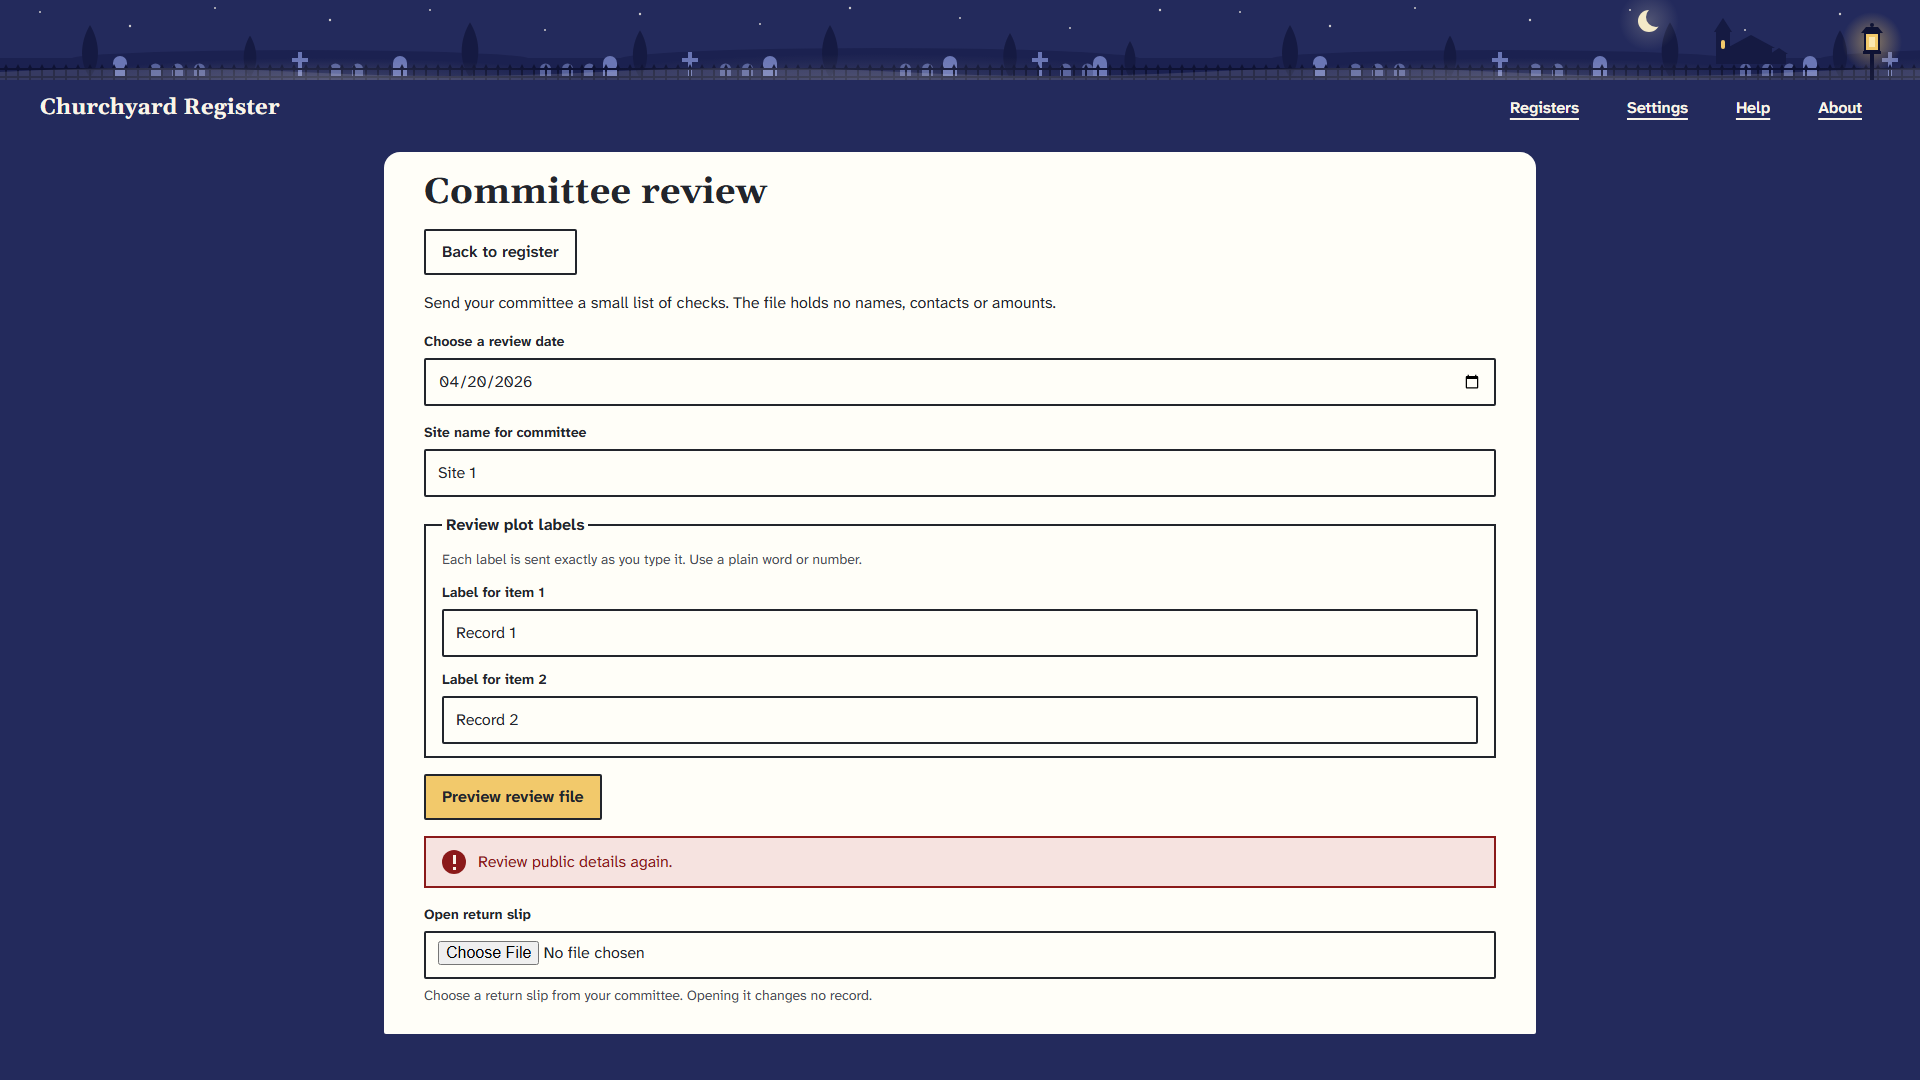 Churchyard Register
Registers
Settings
Help
About
Committee review
Back to register
Send your committee a small list of checks. The file holds no names, contacts or amounts.
Choose a review date
04/20/2026
Site name for committee
Site 1
Review plot labels
Each label is sent exactly as you type it. Use a plain word or number.
Label for item 1
Record 1
Label for item 2
Record 2
Preview review file
Review public details again.
Open return slip
Choose File No file chosen
Choose a return slip from your committee. Opening it changes no record.